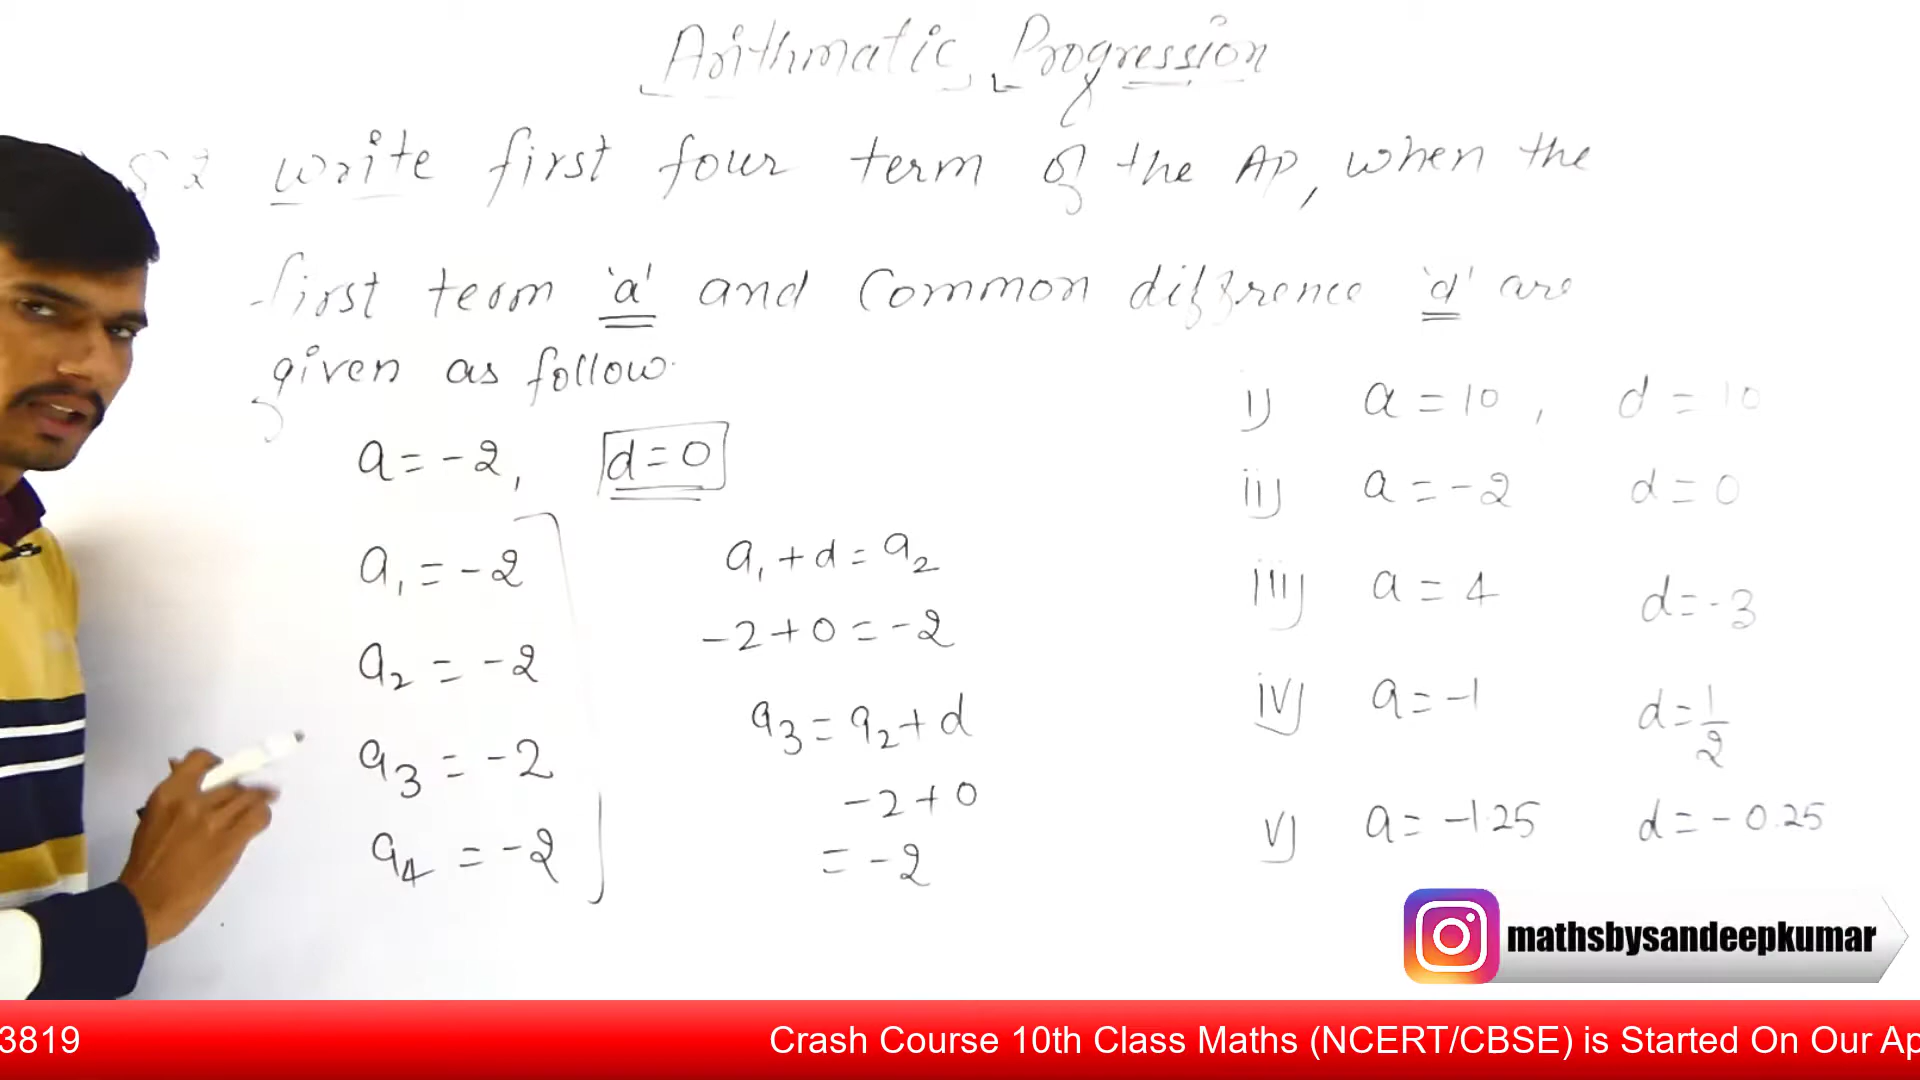 Arithmatic Progression
2 write first four term of the AP, when the
first term 'a' and Common diffrence 'd' are
given as follow.
a = -2, d = 0
a₁ = -2
a₂ = -2
a₃ = -2
a₄ = -2
a₁ + d = a₂
-2 + 0 = -2
a₃ = a₂ + d
-2 + 0
= -2
i) a = 10, d = 10
ii) a = -2 d = 0
iii) a = 4 d = -3
iv) a = -1 d = 1/2
v) a = -1.25 d = -0.25
mathsbysandeepkumar
3819 Crash Course 10th Class Maths (NCERT/CBSE) is Started On Our Ap